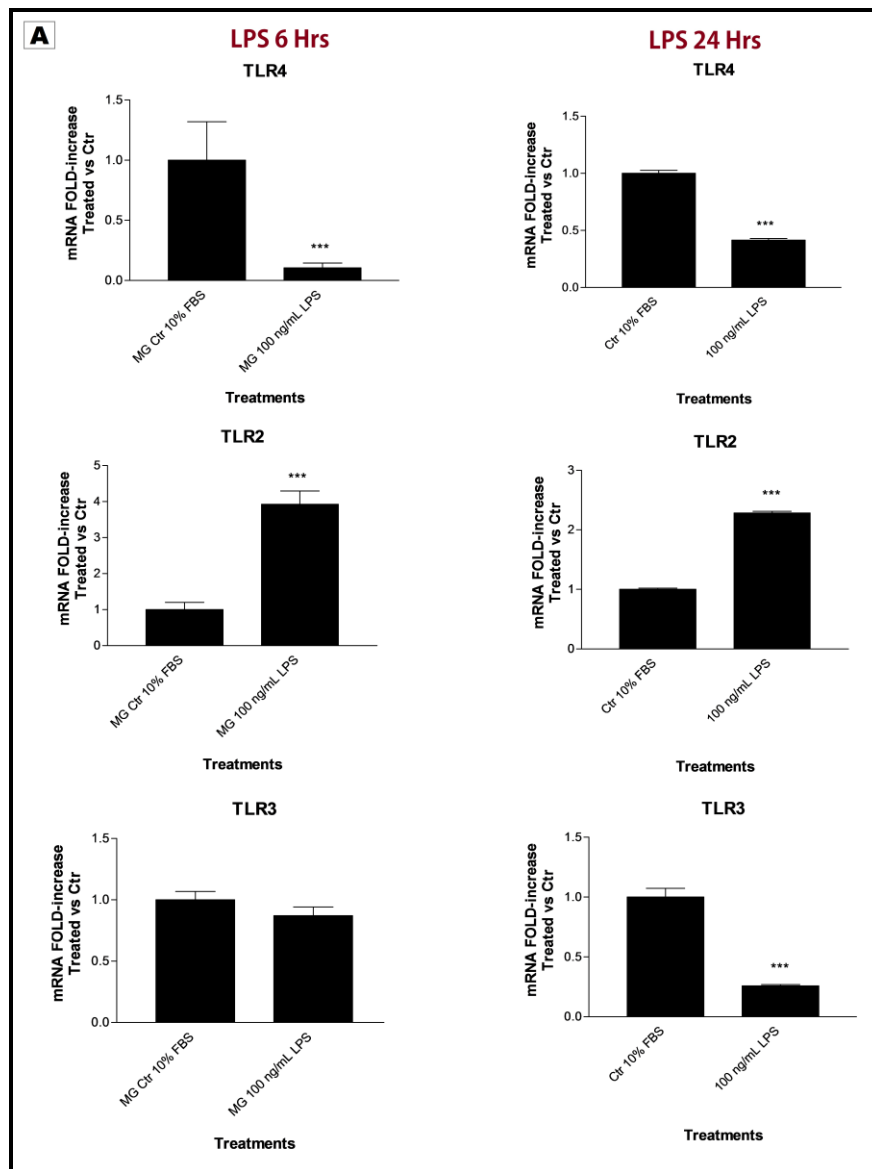 A
LPS 6 Hrs
LPS 24 Hrs
TLR4
mRNA FOLD-increase
Treated vs Ctr
1.5
1.0
0.5
0.0
***
MG Ctr 10% FBS
MG 100 ng/mL LPS
Treatments
TLR4
mRNA FOLD-increase
Treated vs Ctr
1.5
1.0
0.5
0.0
***
Ctr 10% FBS
100 ng/mL LPS
Treatments
TLR2
mRNA FOLD-increase
Treated vs Ctr
5
4
3
2
1
0
***
MG Ctr 10% FBS
MG 100 ng/mL LPS
Treatments
TLR2
mRNA FOLD-increase
Treated vs Ctr
3
2
1
0
***
Ctr 10% FBS
100 ng/mL LPS
Treatments
TLR3
mRNA FOLD-increase
Treated vs Ctr
1.5
1.0
0.5
0.0
MG Ctr 10% FBS
MG 100 ng/mL LPS
Treatments
TLR3
mRNA FOLD-increase
Treated vs Ctr
1.5
1.0
0.5
0.0
***
Ctr 10% FBS
100 ng/mL LPS
Treatments